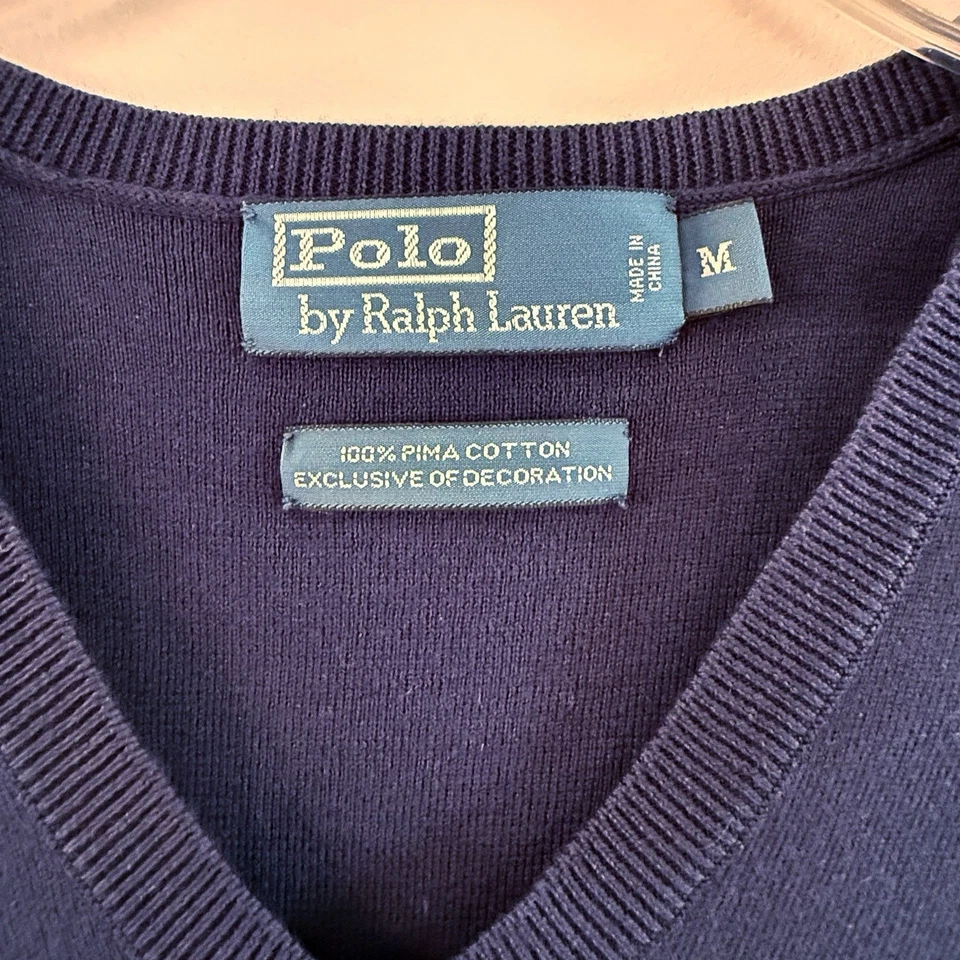 Polo
by Ralph Lauren
MADE IN
CHINA
M
100% PIMA COTTON
EXCLUSIVE OF DECORATION